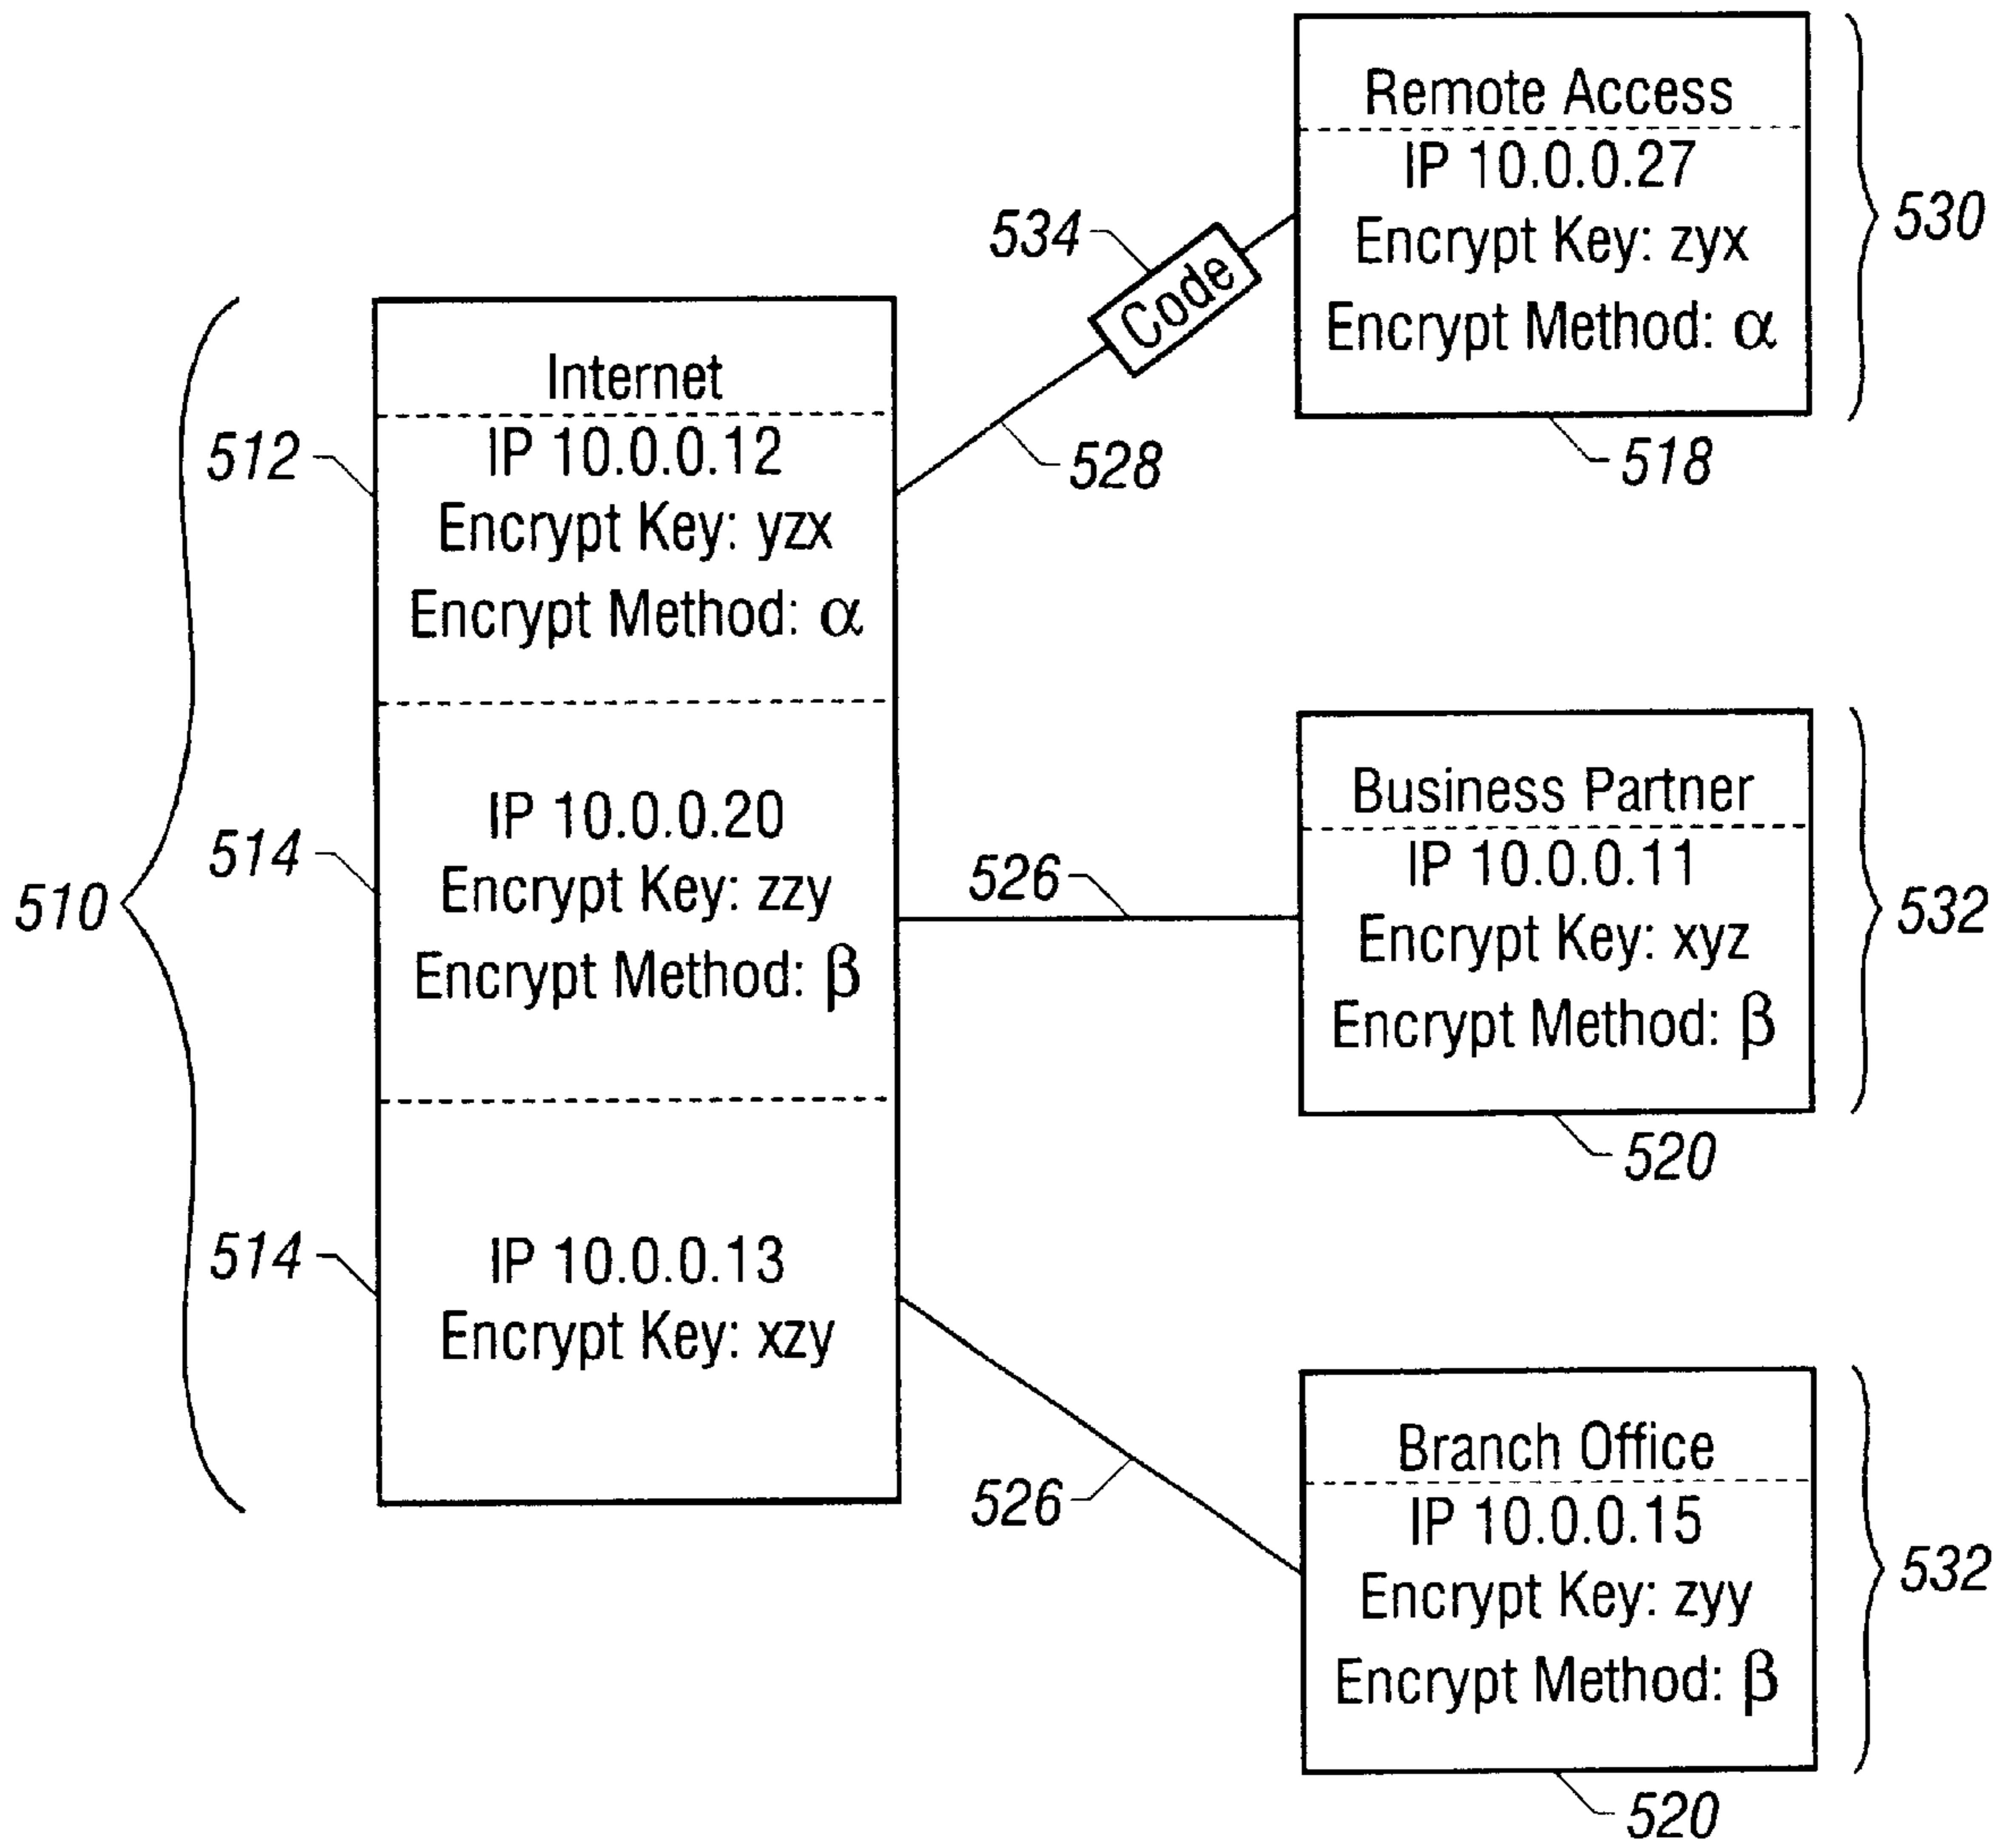 Remote Access
IP 10.0.0.27
Encrypt Key: zyx
Encrypt Method: α
530
518
534
Code
528
Internet
512
IP 10.0.0.12
Encrypt Key: yzx
Encrypt Method: α
510
514
IP 10.0.0.20
Encrypt Key: zzy
Encrypt Method: β
526
Business Partner
IP 10.0.0.11
Encrypt Key: xyz
Encrypt Method: β
532
520
514
IP 10.0.0.13
Encrypt Key: xzy
526
Branch Office
IP 10.0.0.15
Encrypt Key: zyy
Encrypt Method: β
532
520